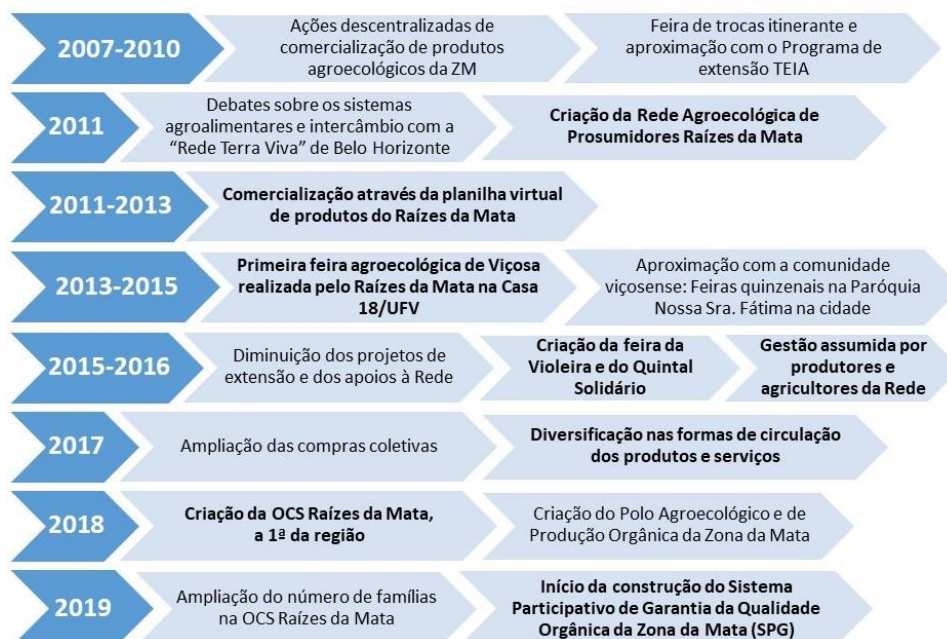 2007-2010
Ações descentralizadas de
comercialização de produtos
agroecológicos da ZM
Feira de trocas itinerante e
aproximação com o Programa de
extensão TEIA
2011
Debates sobre os sistemas
agroalimentares e intercâmbio com a
“Rede Terra Viva” de Belo Horizonte
Criação da Rede Agroecológica de
Prosumidores Raízes da Mata
2011-2013
Comercialização através da planilha virtual
de produtos do Raízes da Mata
2013-2015
Primeira feira agroecológica de Viçosa
realizada pelo Raízes da Mata na Casa
18/UFV
Aproximação com a comunidade
viçosense: Feiras quinzenais na Paróquia
Nossa Sra. Fátima na cidade
2015-2016
Diminuição dos projetos de
extensão e dos apoios à Rede
Criação da feira da
Violeira e do Quintal
Solidário
Gestão assumida por
produtores e
agricultores da Rede
2017
Ampliação das compras coletivas
Diversificação nas formas de circulação
dos produtos e serviços
2018
Criação da OCS Raízes da Mata,
a 1ª da região
Criação do Polo Agroecológico e de
Produção Orgânica da Zona da Mata
2019
Ampliação do número de famílias
na OCS Raízes da Mata
Início da construção do Sistema
Participativo de Garantia da Qualidade
Orgânica da Zona da Mata (SPG)